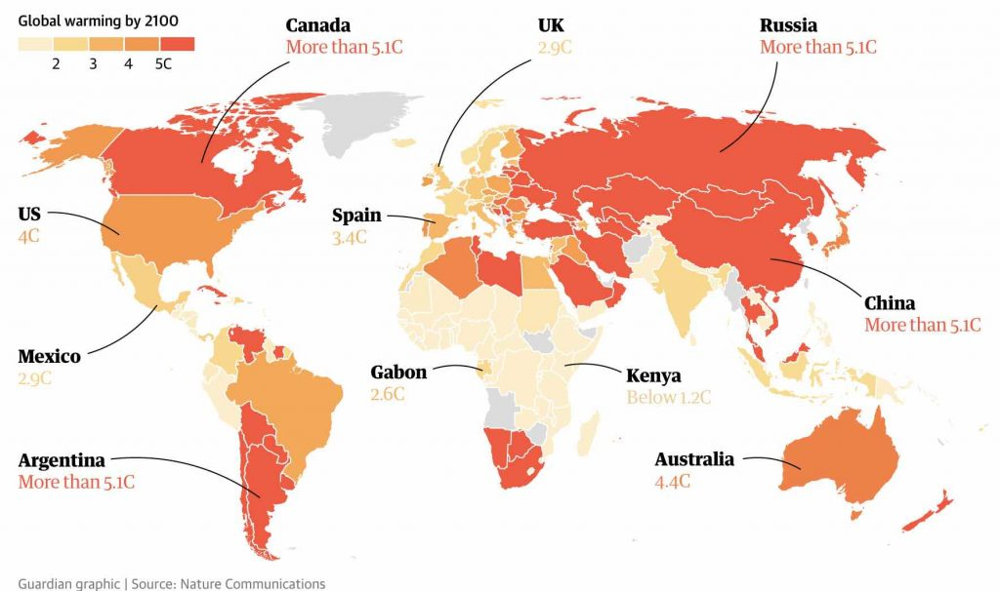 Global warming by 2100
2 3 4 5C
Canada
More than 5.1C
UK
2.9C
Russia
More than 5.1C
US
4C
Spain
3.4C
China
More than 5.1C
Mexico
2.9C
Gabon
2.6C
Kenya
Below 1.2C
Argentina
More than 5.1C
Australia
4.4C
Guardian graphic | Source: Nature Communications